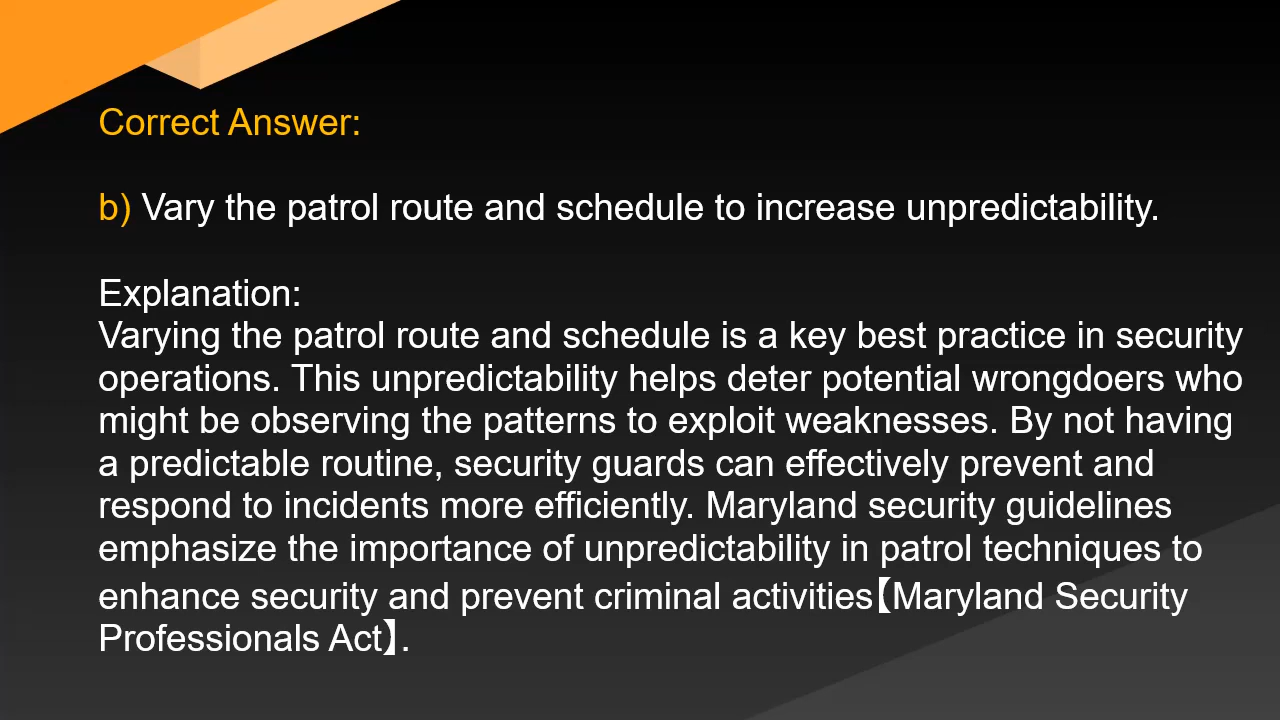 Correct Answer:
b) Vary the patrol route and schedule to increase unpredictability.
Explanation:
Varying the patrol route and schedule is a key best practice in security
operations. This unpredictability helps deter potential wrongdoers who
might be observing the patterns to exploit weaknesses. By not having
a predictable routine, security guards can effectively prevent and
respond to incidents more efficiently. Maryland security guidelines
emphasize the importance of unpredictability in patrol techniques to
enhance security and prevent criminal activities【Maryland Security
Professionals Act】.